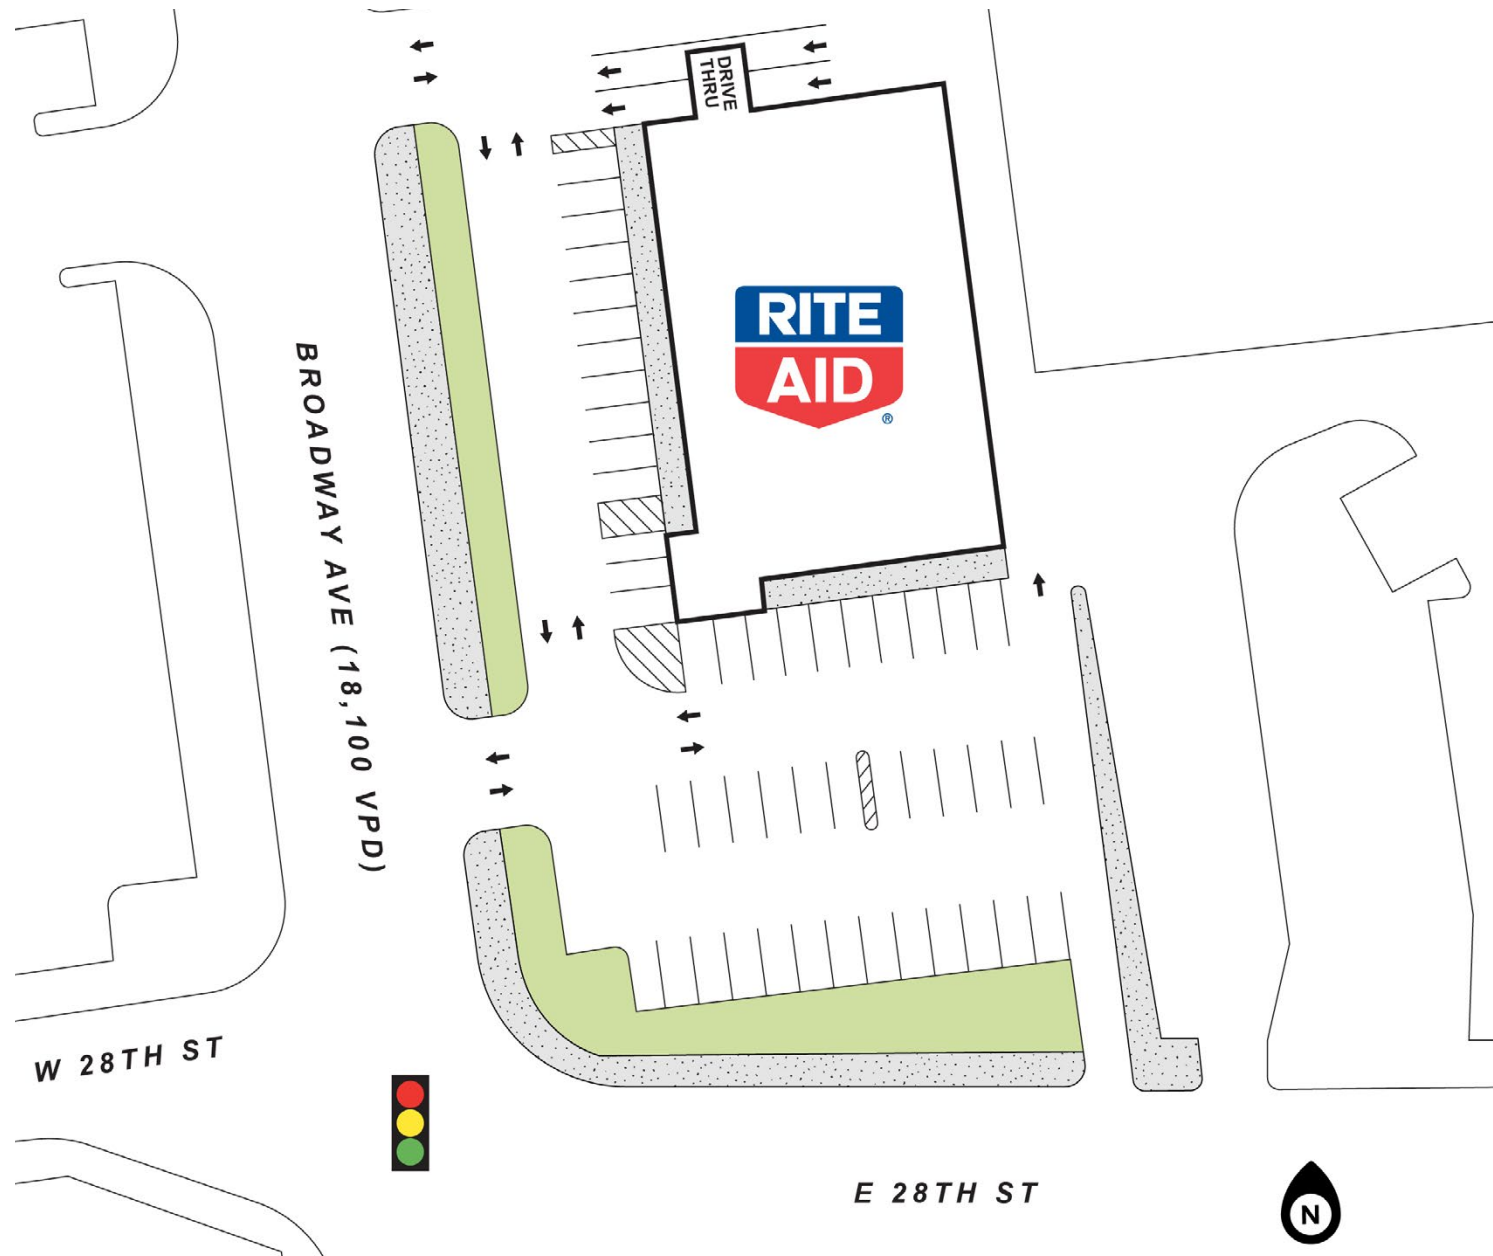 DRIVE
THRU
RITE
AID
®
BROADWAY AVE (18,100 VPD)
W 28TH ST
E 28TH ST
N